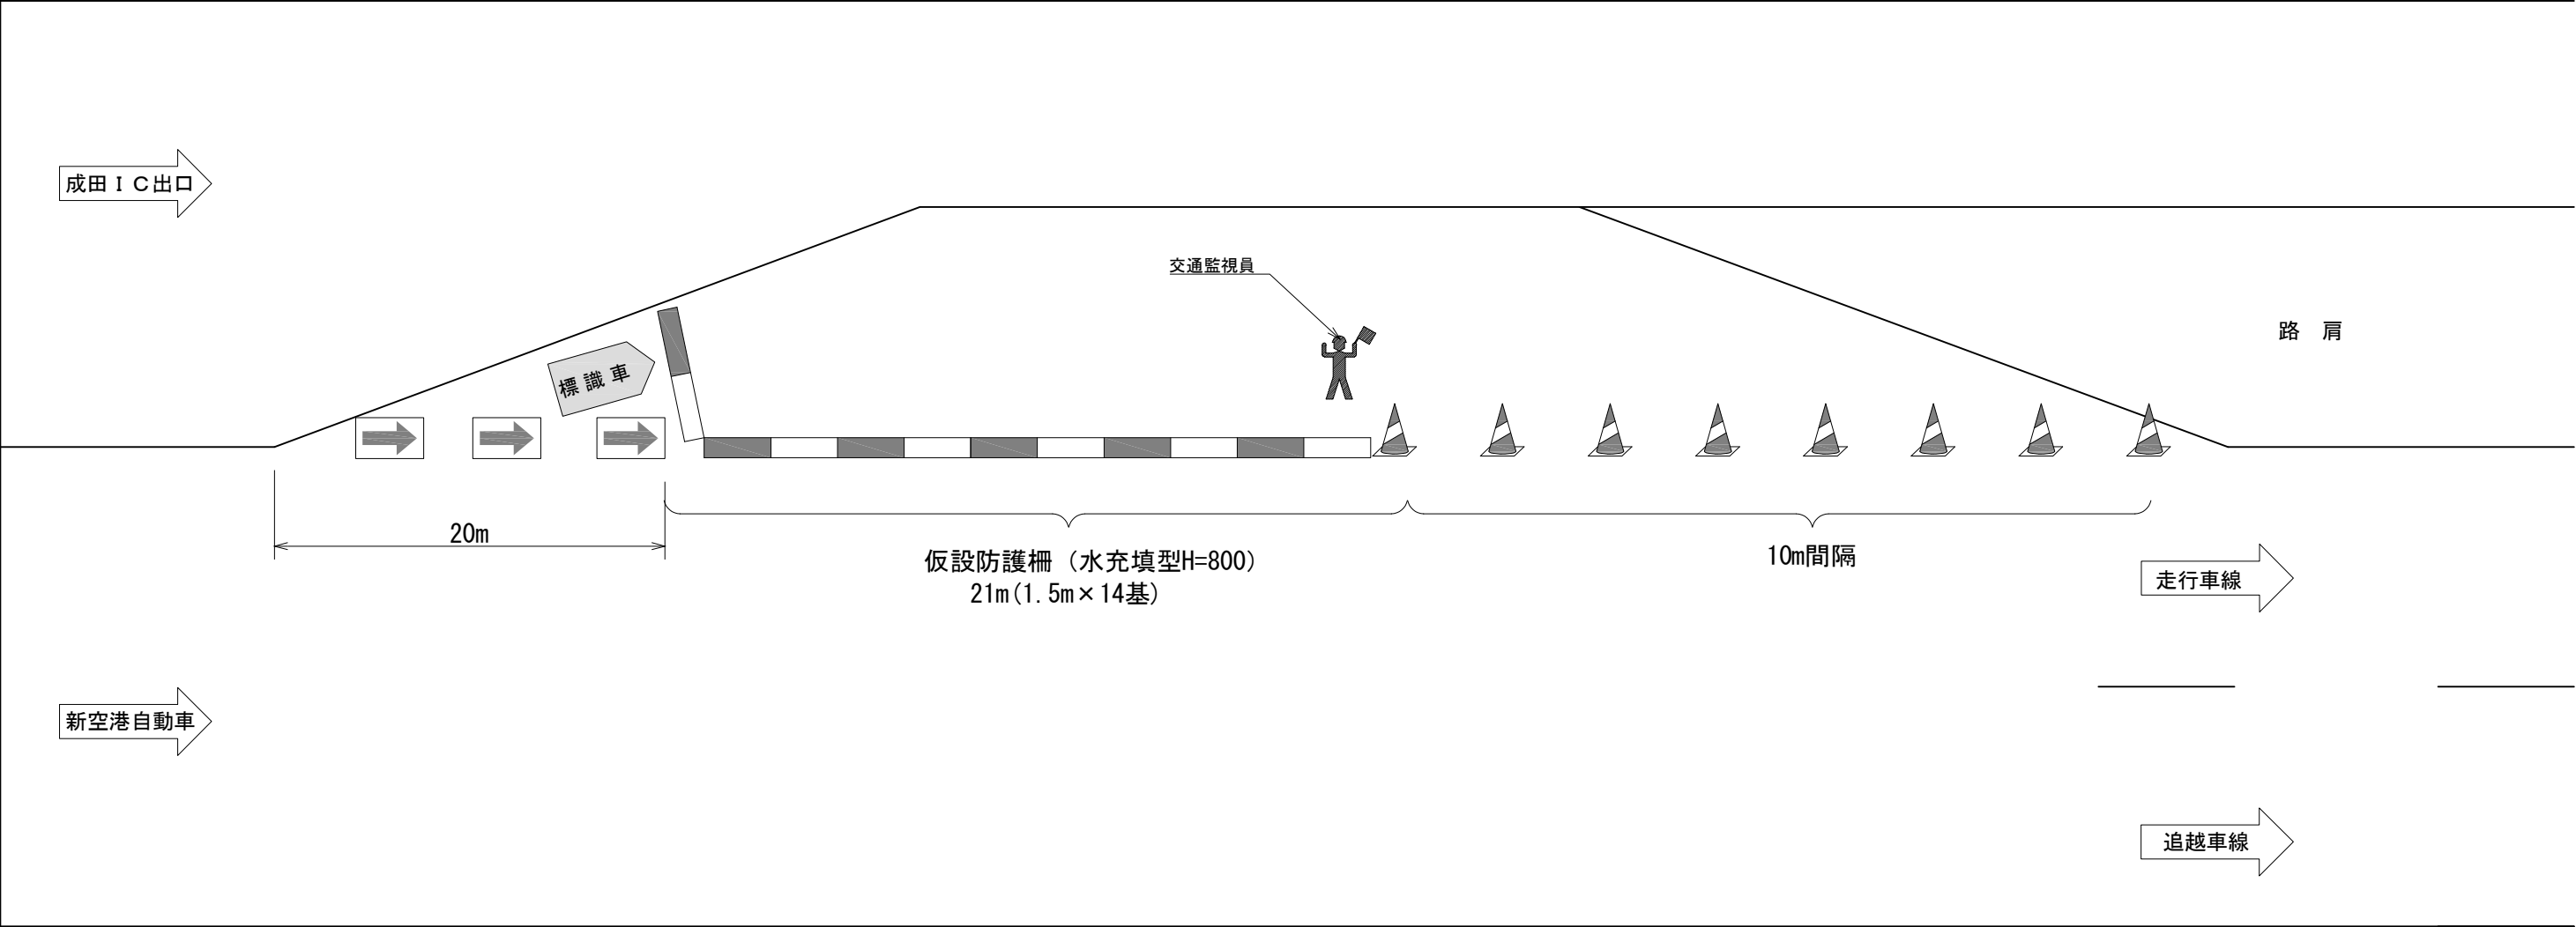 成田ＩＣ出口
交通監視員
路　肩
標識車
20m
仮設防護柵（水充填型H=800）
21m(1.5m×14基)
10m間隔
走行車線
新空港自動車
追越車線